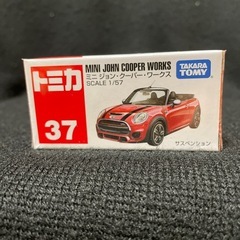 トミカ
37
MINI JOHN COOPER WORKS
ミニ ジョン・クーパー・ワークス
SCALE 1/57
TAKARA
TOMY
サスペンション